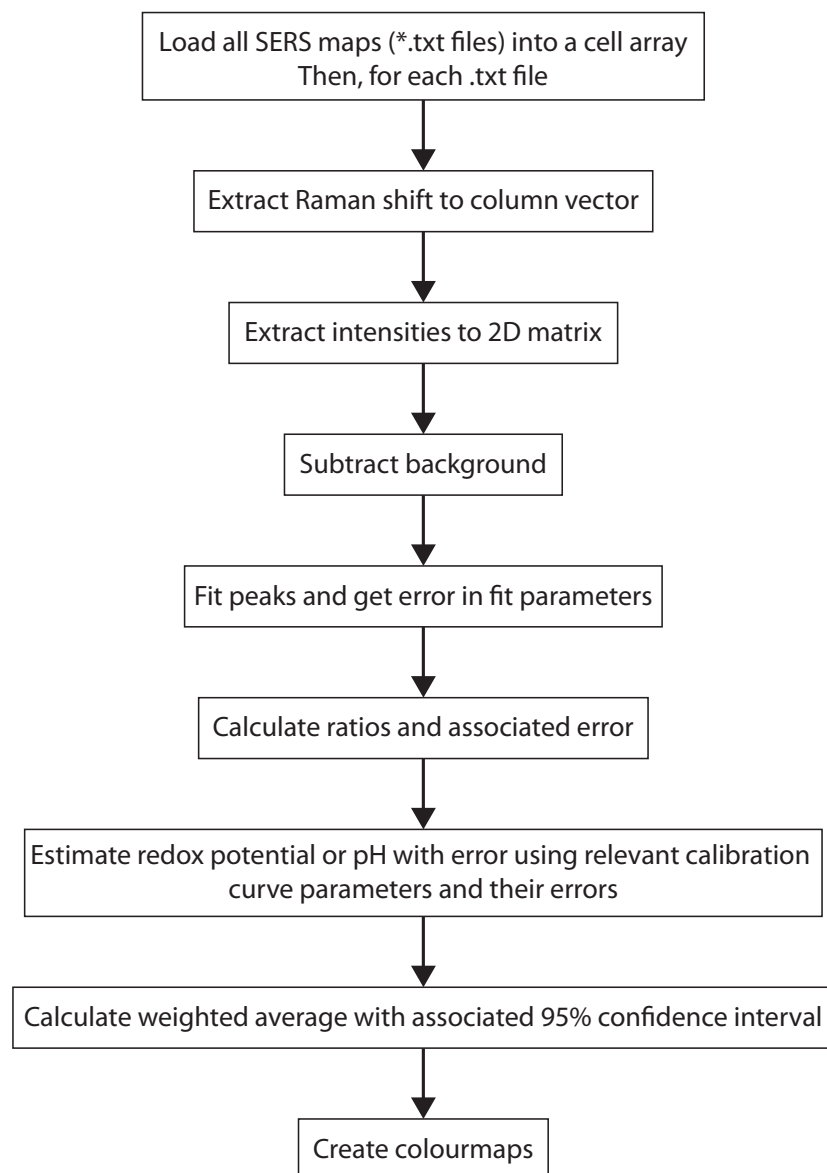 Load all SERS maps (*.txt files) into a cell array
Then, for each .txt file
Extract Raman shift to column vector
Extract intensities to 2D matrix
Subtract background
Fit peaks and get error in fit parameters
Calculate ratios and associated error
Estimate redox potential or pH with error using relevant calibration
curve parameters and their errors
Calculate weighted average with associated 95% confidence interval
Create colourmaps